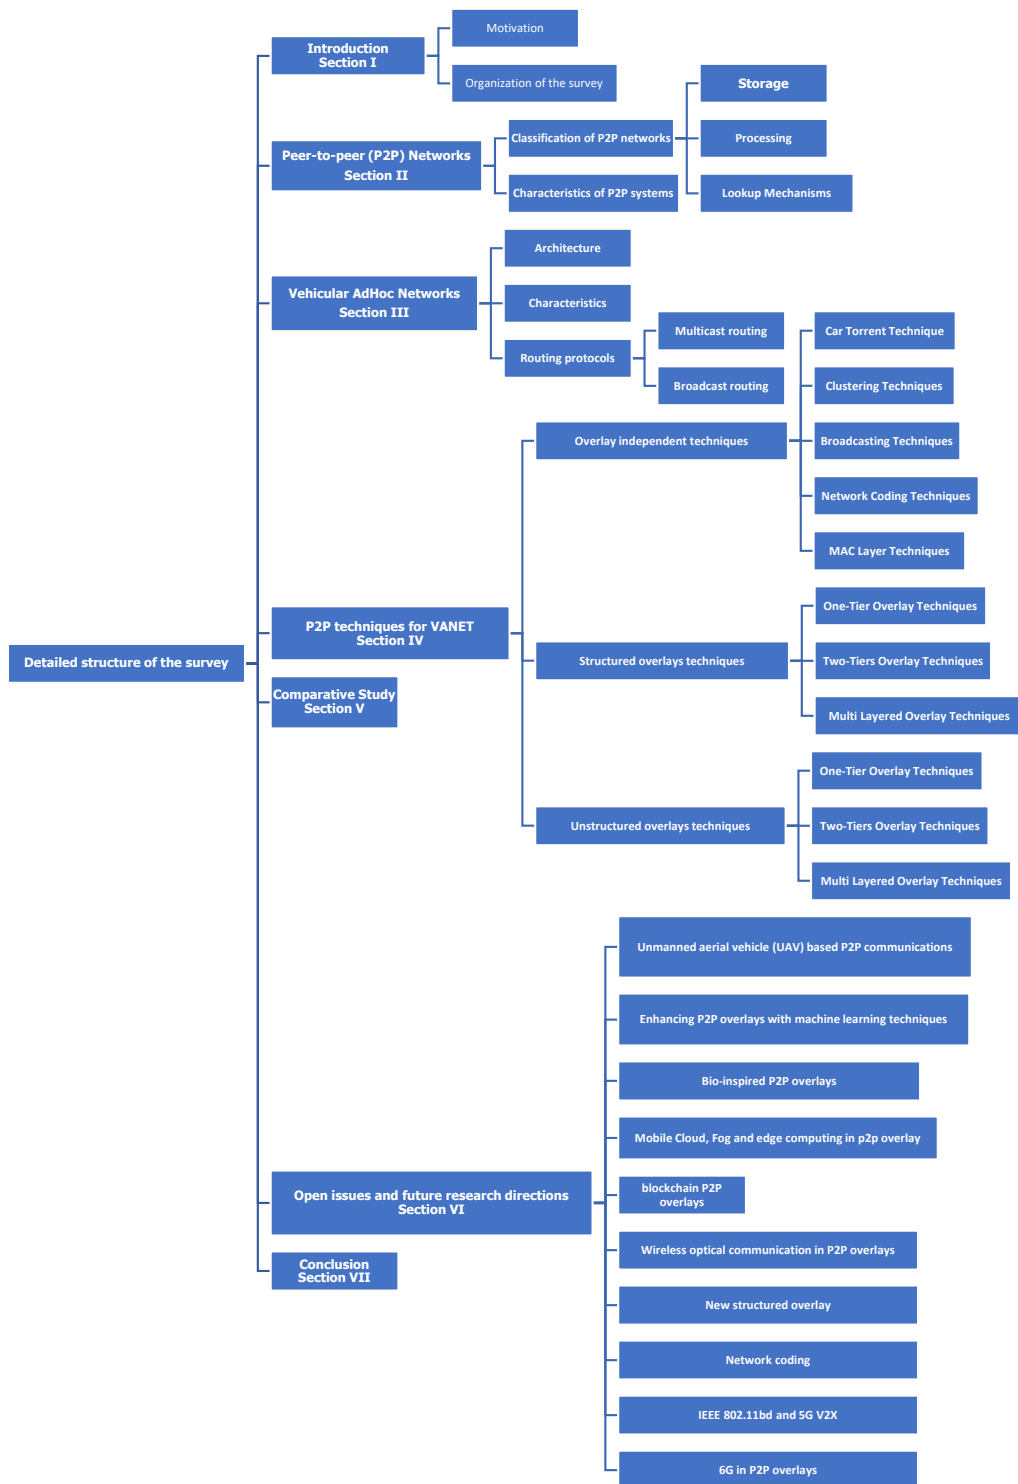 Detailed structure of the survey
Introduction
Section I
Motivation
Organization of the survey
Peer-to-peer (P2P) Networks
Section II
Classification of P2P networks
Storage
Processing
Lookup Mechanisms
Characteristics of P2P systems
Vehicular AdHoc Networks
Section III
Architecture
Characteristics
Routing protocols
Multicast routing
Broadcast routing
P2P techniques for VANET
Section IV
Overlay independent techniques
Car Torrent Technique
Clustering Techniques
Broadcasting Techniques
Network Coding Techniques
MAC Layer Techniques
Structured overlays techniques
One-Tier Overlay Techniques
Two-Tiers Overlay Techniques
Multi Layered Overlay Techniques
Unstructured overlays techniques
One-Tier Overlay Techniques
Two-Tiers Overlay Techniques
Multi Layered Overlay Techniques
Comparative Study
Section V
Open issues and future research directions
Section VI
Unmanned aerial vehicle (UAV) based P2P communications
Enhancing P2P overlays with machine learning techniques
Bio-inspired P2P overlays
Mobile Cloud, Fog and edge computing in p2p overlay
blockchain P2P
overlays
Wireless optical communication in P2P overlays
New structured overlay
Network coding
IEEE 802.11bd and 5G V2X
6G in P2P overlays
Conclusion
Section VII